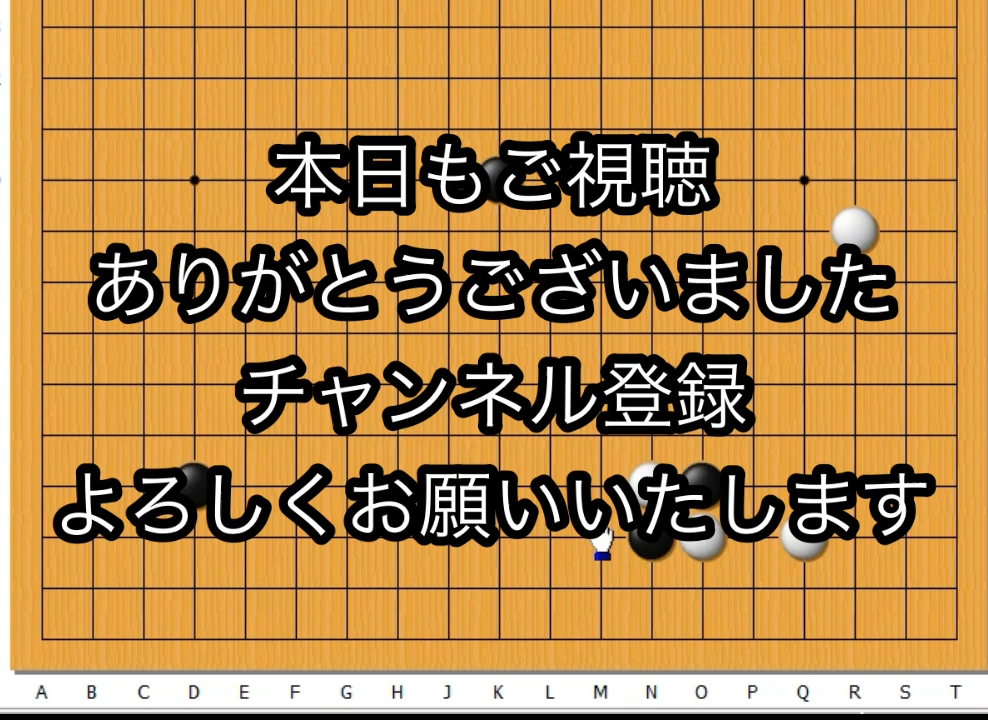 本日もご視聴
ありがとうございました
チャンネル登録
よろしくお願いいたします
A B C D E F G H J K L M N O P Q R S T